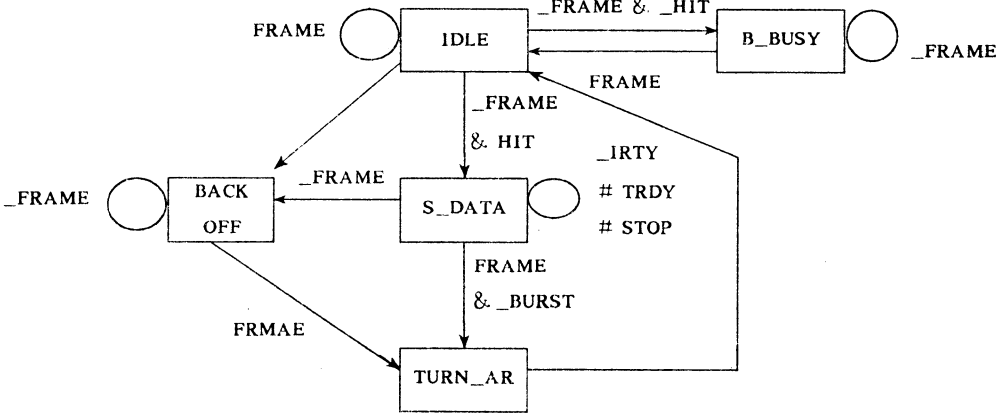 _FRAME & _HIT
FRAME
IDLE
B_BUSY
_FRAME
FRAME
_FRAME
& HIT
_IRTY
# TRDY
# STOP
_FRAME
BACK
OFF
_FRAME
S_DATA
FRAME
& _BURST
FRMAE
TURN_AR